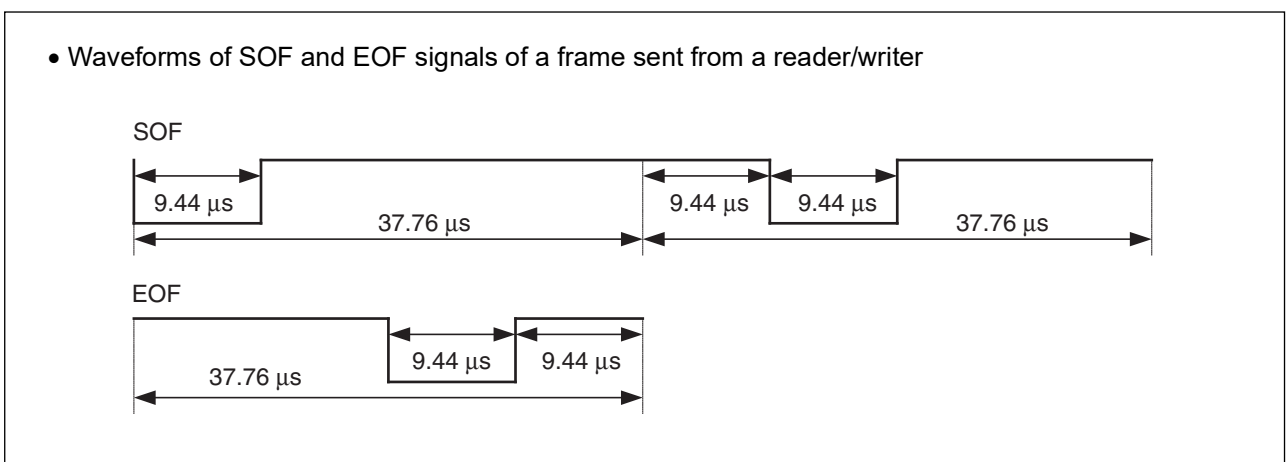 • Waveforms of SOF and EOF signals of a frame sent from a reader/writer
SOF
9.44 μs
9.44 μs
9.44 μs
37.76 μs
37.76 μs
EOF
9.44 μs
9.44 μs
37.76 μs